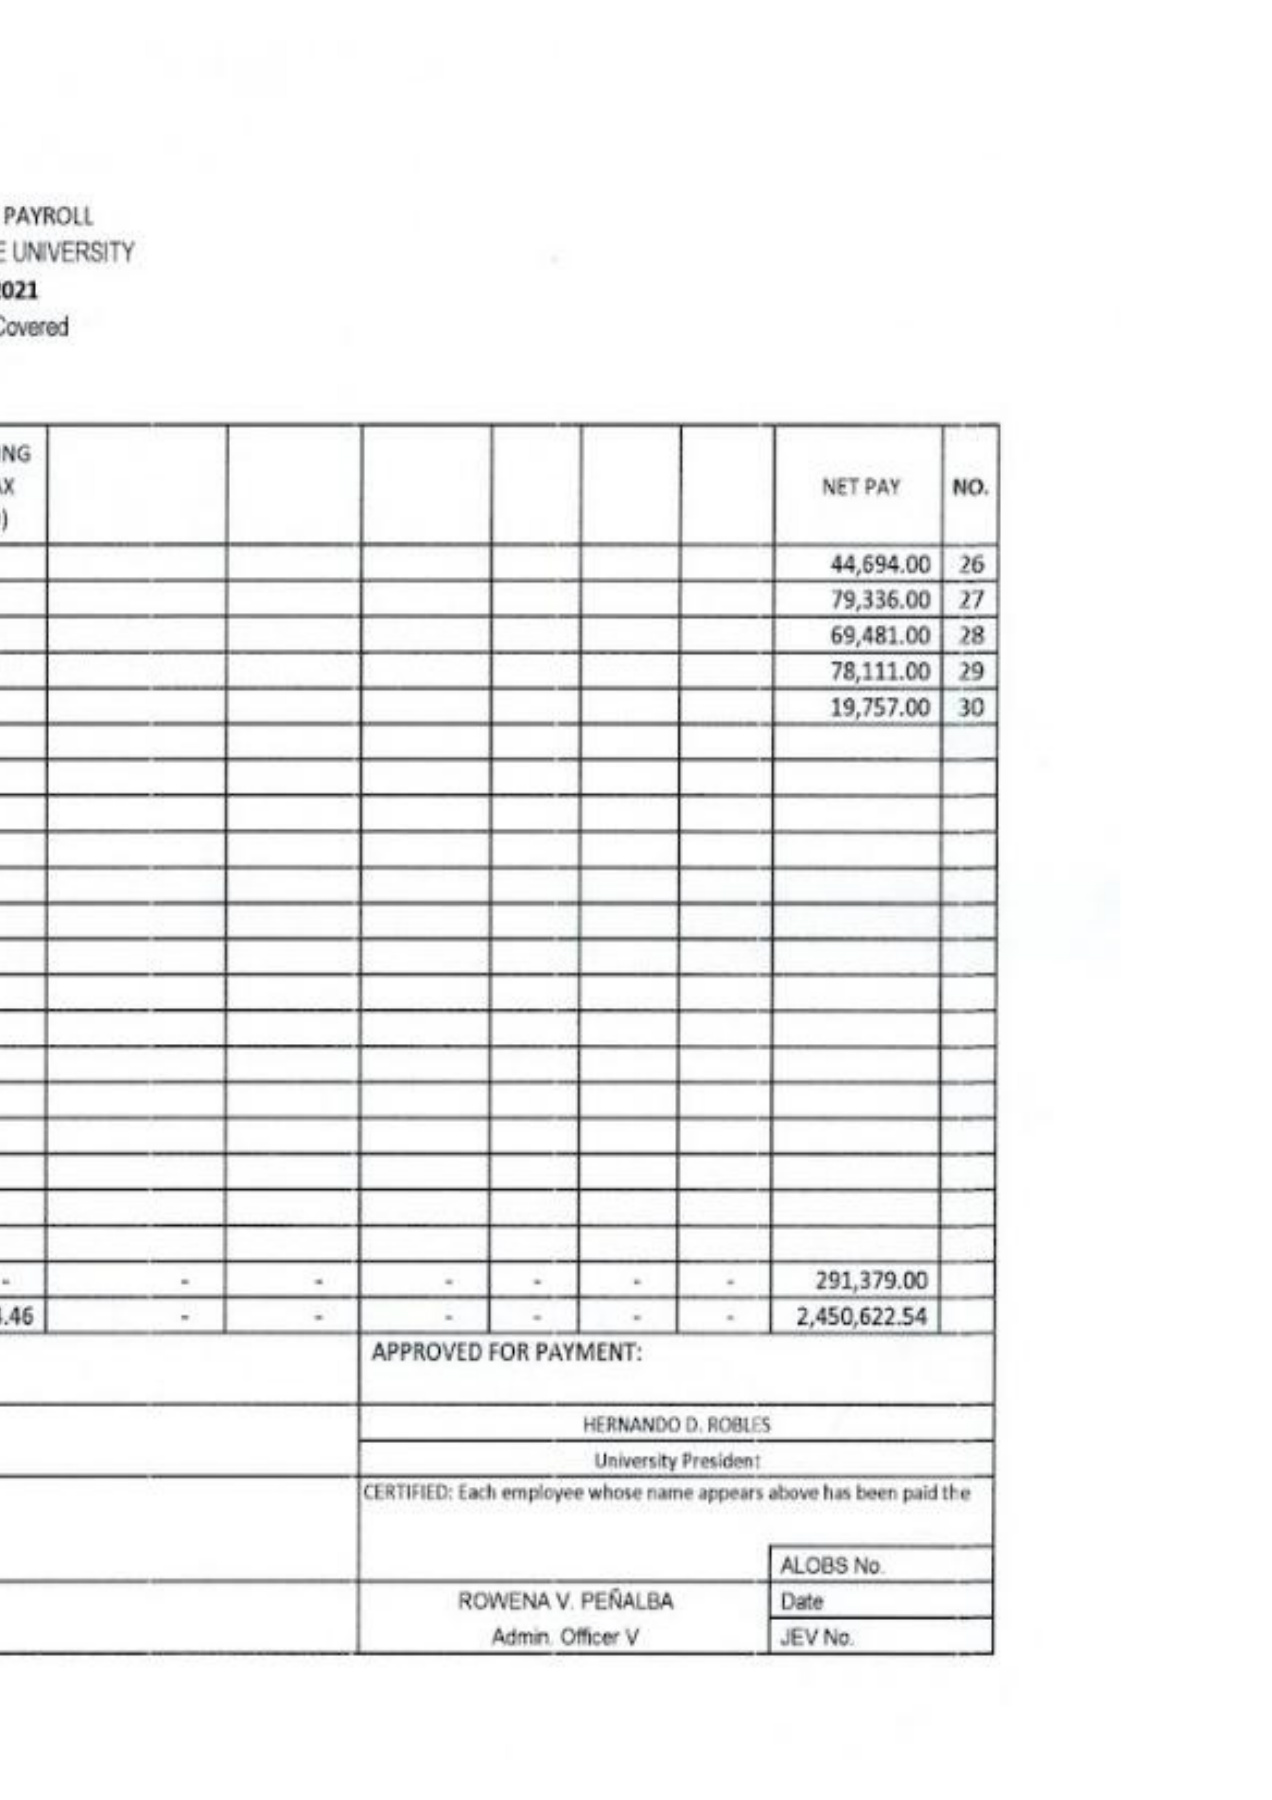 PAYROLL
E UNIVERSITY
2021
Covered
ING
AX
)
NET PAY NO.
44,694.00 26
79,336.00 27
69,481.00 28
78,111.00 29
19,757.00 30
- - - - - - - 291,379.00
.46 - - - - - - 2,450,622.54
APPROVED FOR PAYMENT:
HERNANDO D. ROBLES
University President
CERTIFIED: Each employee whose name appears above has been paid the
ALOBS No.
ROWENA V. PEÑALBA Date
Admin. Officer V JEV No.